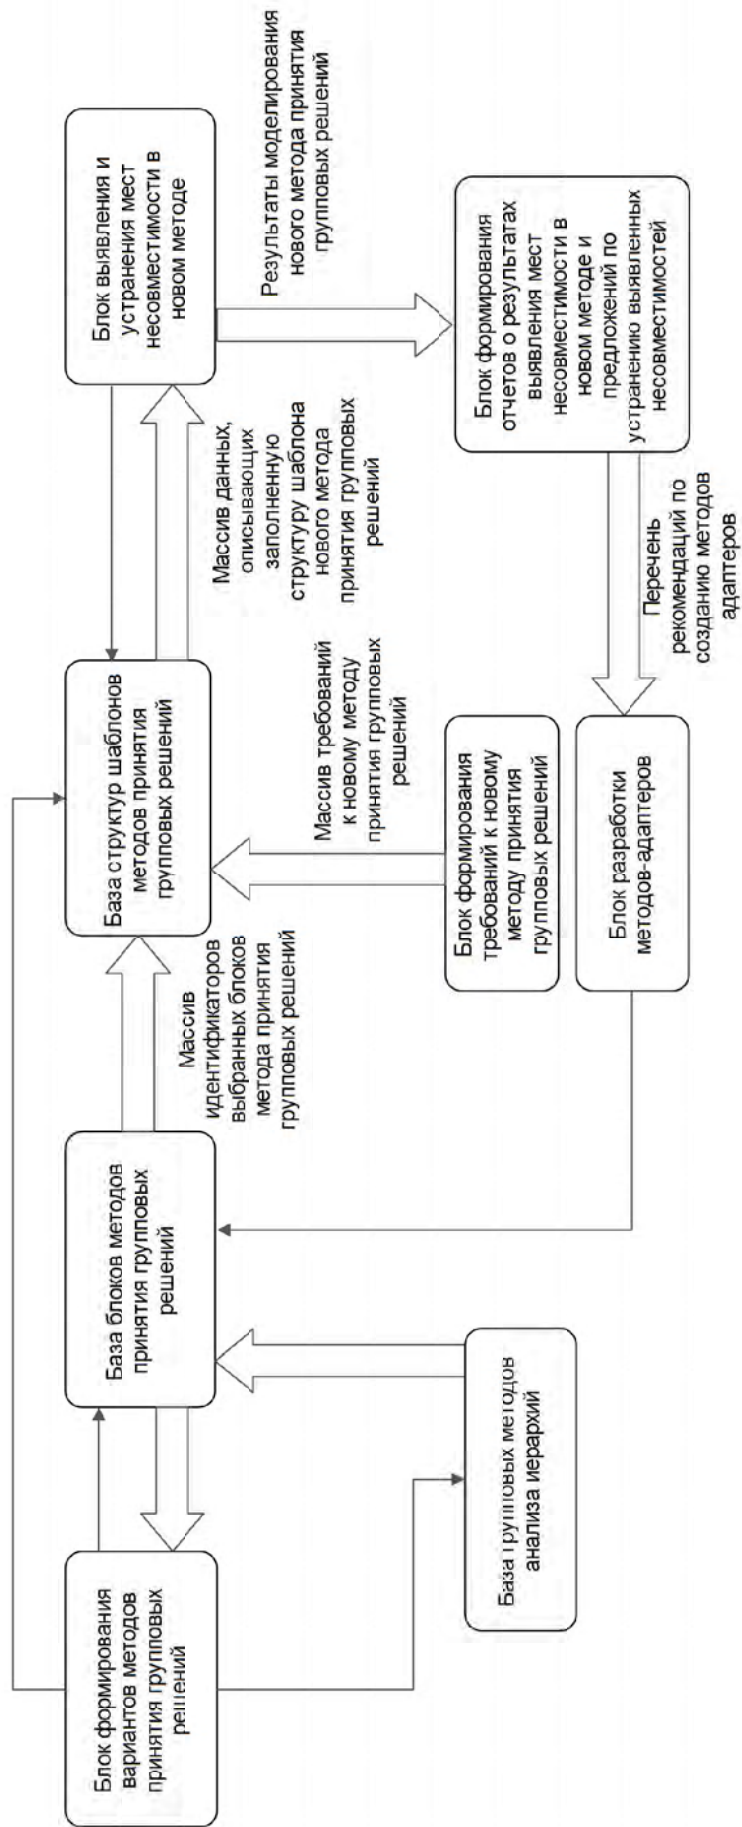 Блок формирования
вариантов методов
принятия групповых
решений
База блоков методов
принятия групповых
решений
Массив
идентификаторов
выбранных блоков
метода принятия
групповых решений
База структур шаблонов
методов принятия
групповых решений
Массив данных,
описывающих
заполненную
структуру шаблона
нового метода
принятия групповых
решений
Блок выявления и
устранения мест
несовместимости в
новом методе
Результаты моделирования
нового метода принятия
групповых решений
База групповых методов
анализа иерархий
Массив требований
к новому методу
принятия групповых
решений
Блок формирования
требований к новому
методу принятия
групповых решений
Блок разработки
методов-адаптеров
Перечень
рекомендаций по
созданию методов
адаптеров
Блок формирования
отчетов о результатах
выявления мест
несовместимости в
новом методе и
предложений по
устранению выявленных
несовместимостей